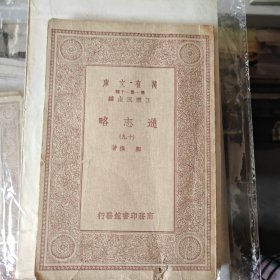 萬有文庫
第一集一千種
王雲五主編
通志略
(十九)
鄭樵著
商務印書館發行